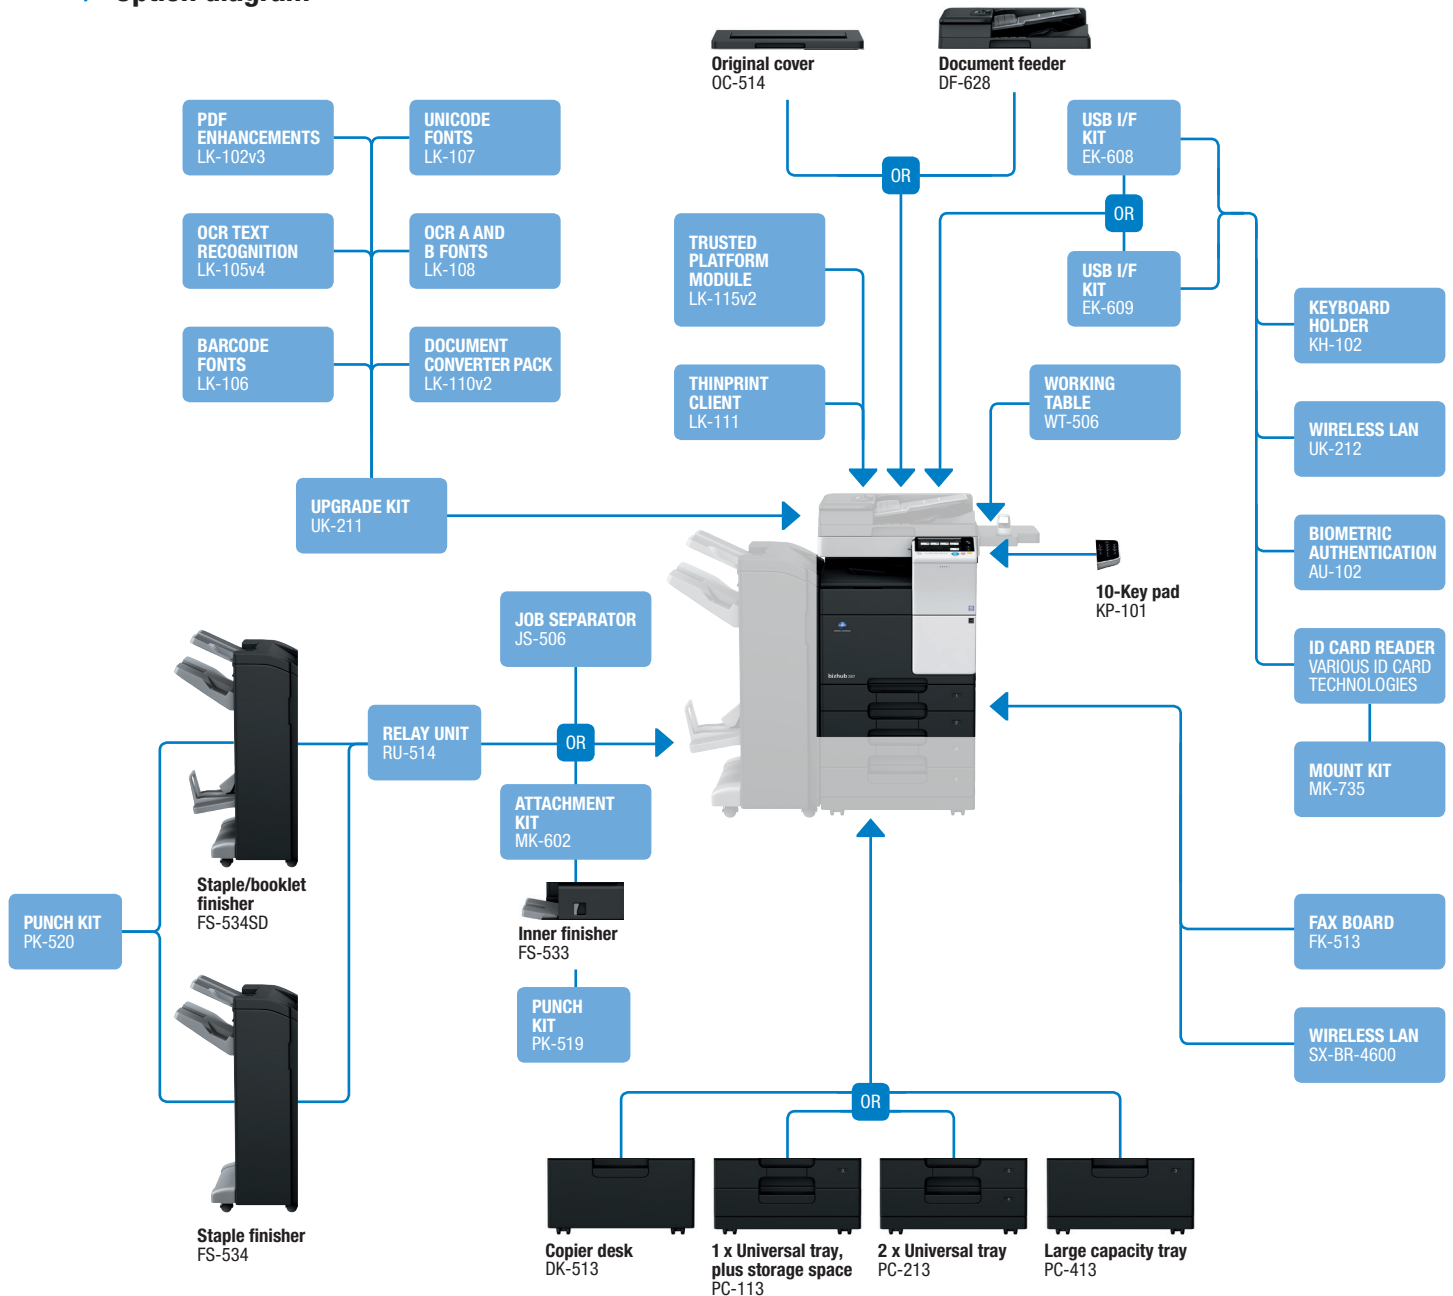 Option diagram
Original cover
OC-514
Document feeder
DF-628
PDF
ENHANCEMENTS
LK-102v3
UNICODE
FONTS
LK-107
USB I/F
KIT
EK-608
OR
OR
OCR TEXT
RECOGNITION
LK-105v4
OCR A AND
B FONTS
LK-108
TRUSTED
PLATFORM
MODULE
LK-115v2
USB I/F
KIT
EK-609
KEYBOARD
HOLDER
KH-102
BARCODE
FONTS
LK-106
DOCUMENT
CONVERTER PACK
LK-110v2
THINPRINT
CLIENT
LK-111
WORKING
TABLE
WT-506
WIRELESS LAN
UK-212
UPGRADE KIT
UK-211
BIOMETRIC
AUTHENTICATION
AU-102
10-Key pad
KP-101
JOB SEPARATOR
JS-506
ID CARD READER
VARIOUS ID CARD
TECHNOLOGIES
bizhub
RELAY UNIT
RU-514
OR
MOUNT KIT
MK-735
ATTACHMENT
KIT
MK-602
Staple/booklet
finisher
FS-534SD
PUNCH KIT
PK-520
Inner finisher
FS-533
FAX BOARD
FK-513
PUNCH
KIT
PK-519
WIRELESS LAN
SX-BR-4600
OR
Staple finisher
FS-534
Copier desk
DK-513
1 x Universal tray,
plus storage space
PC-113
2 x Universal tray
PC-213
Large capacity tray
PC-413